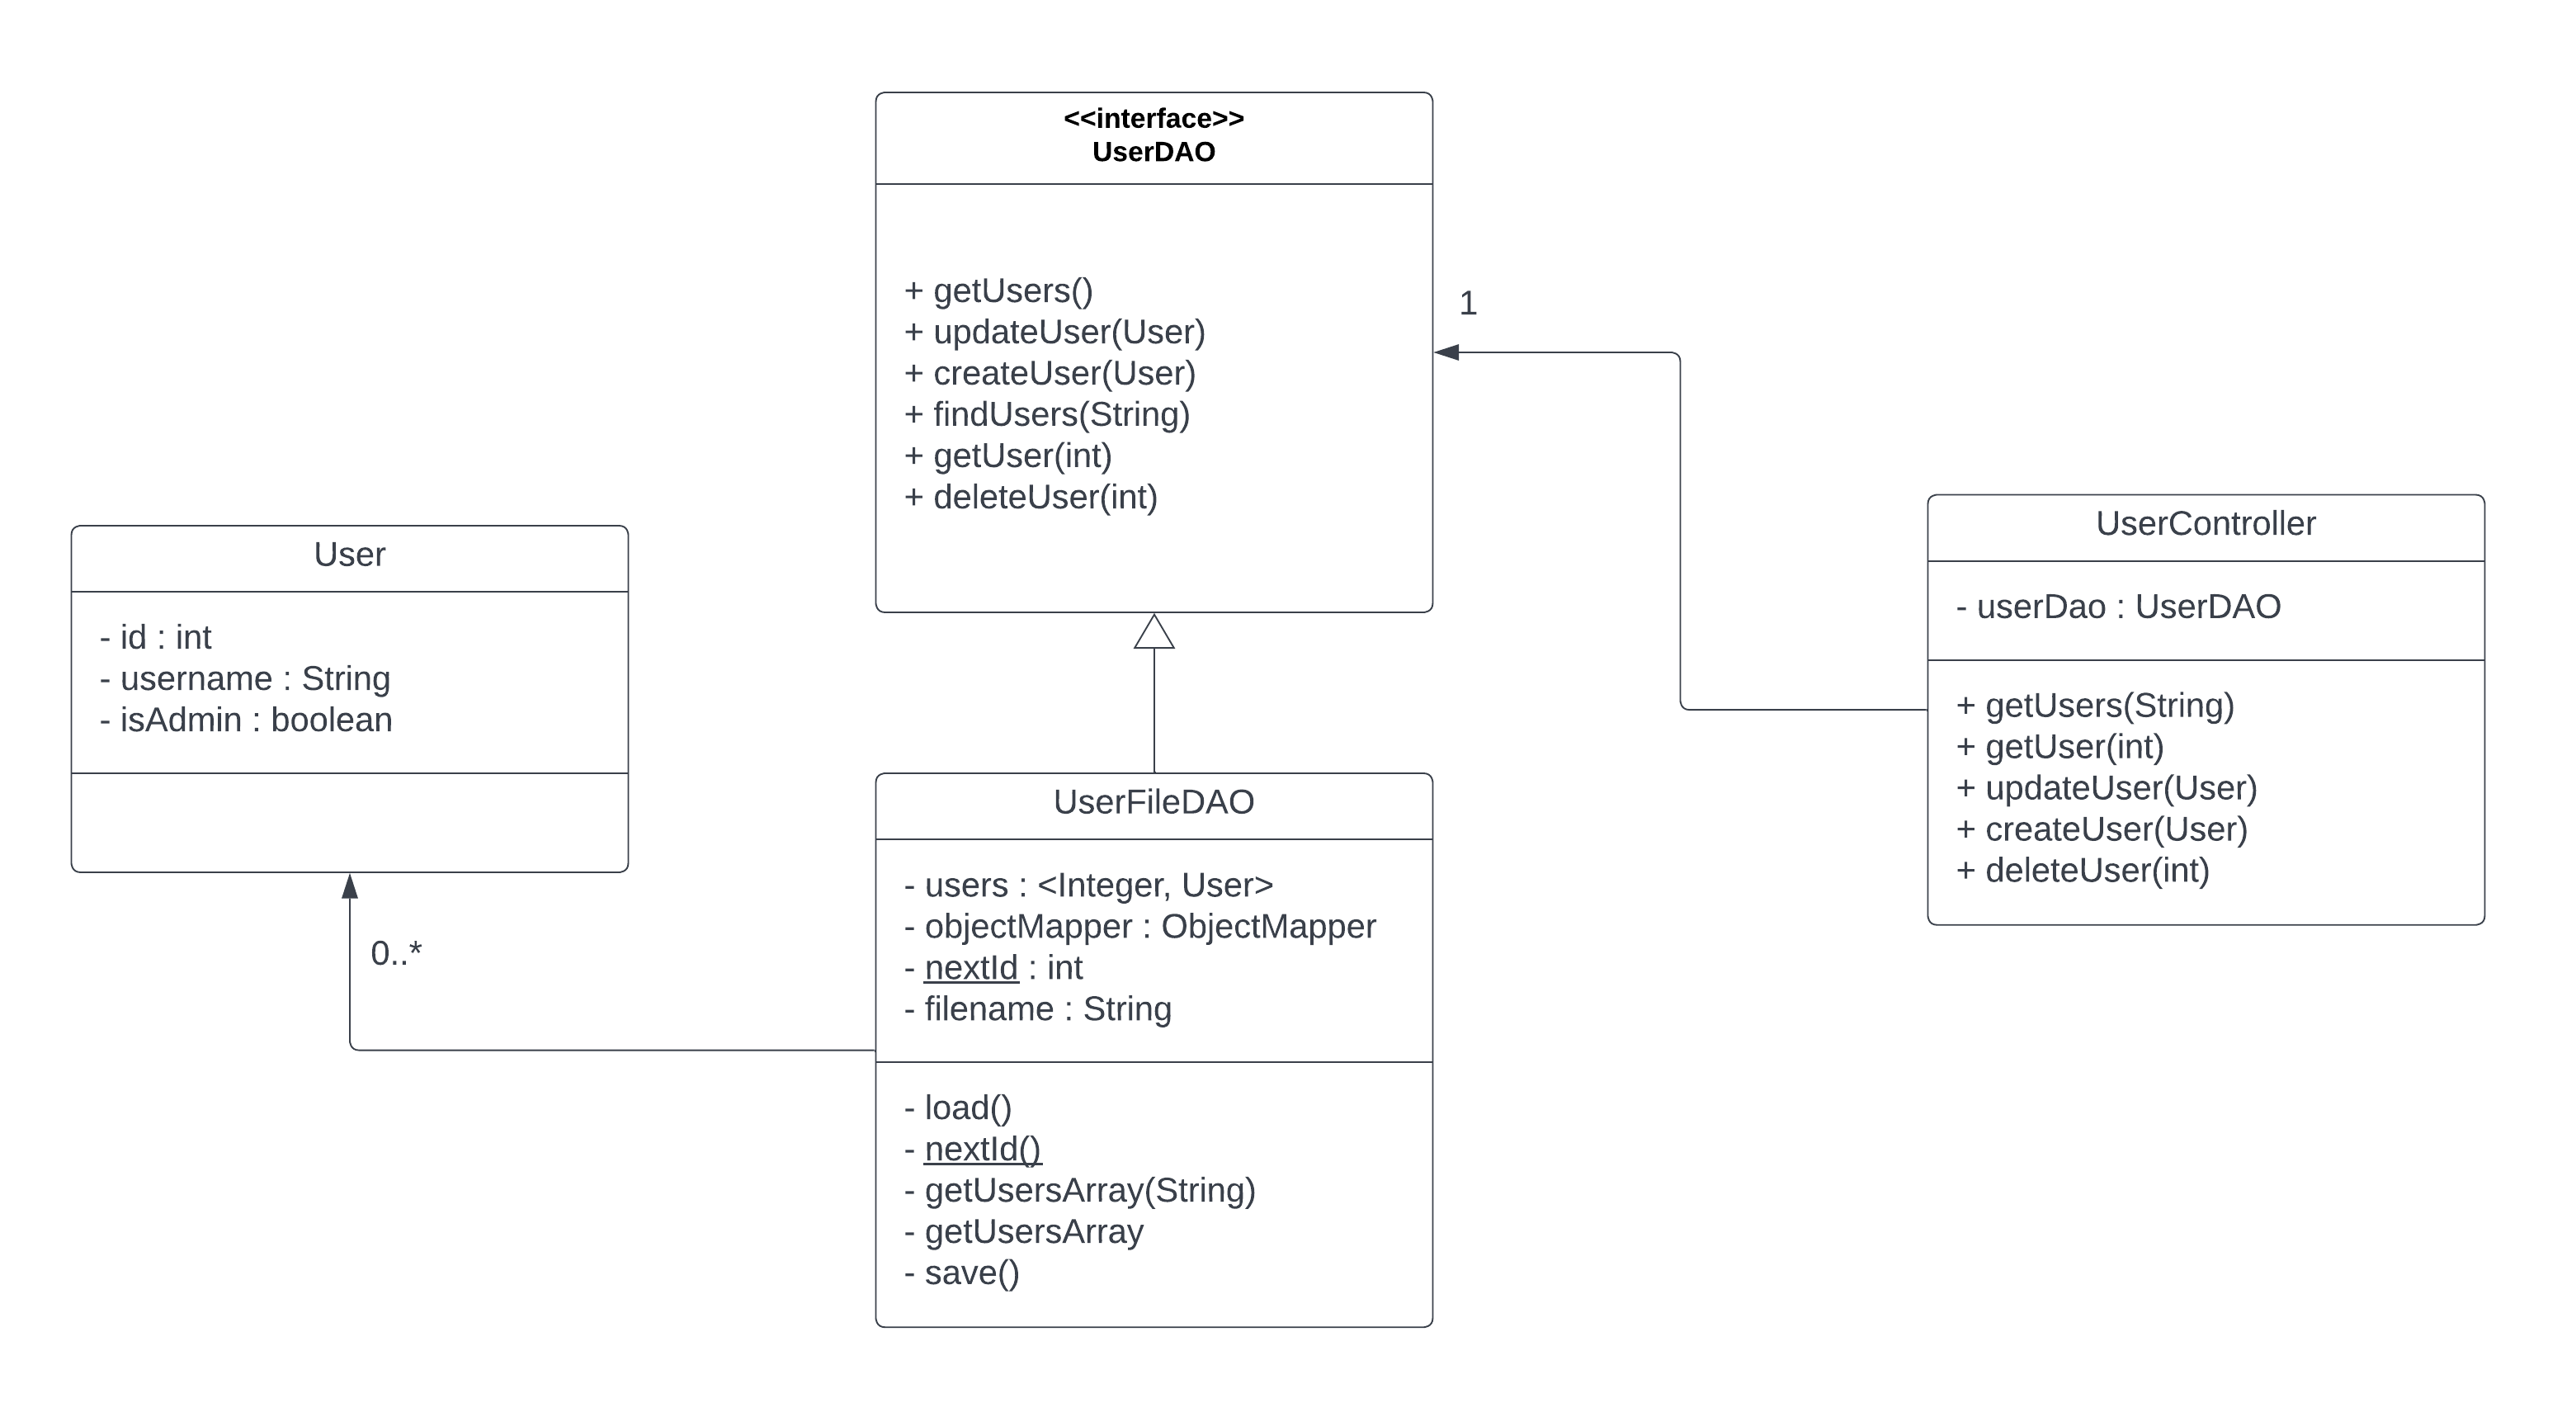 <<interface>>
UserDAO
+ getUsers()
+ updateUser(User)
+ createUser(User)
+ findUsers(String)
+ getUser(int)
+ deleteUser(int)
1
User
- id : int
- username : String
- isAdmin : boolean
0..*
UserFileDAO
- users : <Integer, User>
- objectMapper : ObjectMapper
- nextId : int
- filename : String
- load()
- nextId()
- getUsersArray(String)
- getUsersArray
- save()
UserController
- userDao : UserDAO
+ getUsers(String)
+ getUser(int)
+ updateUser(User)
+ createUser(User)
+ deleteUser(int)